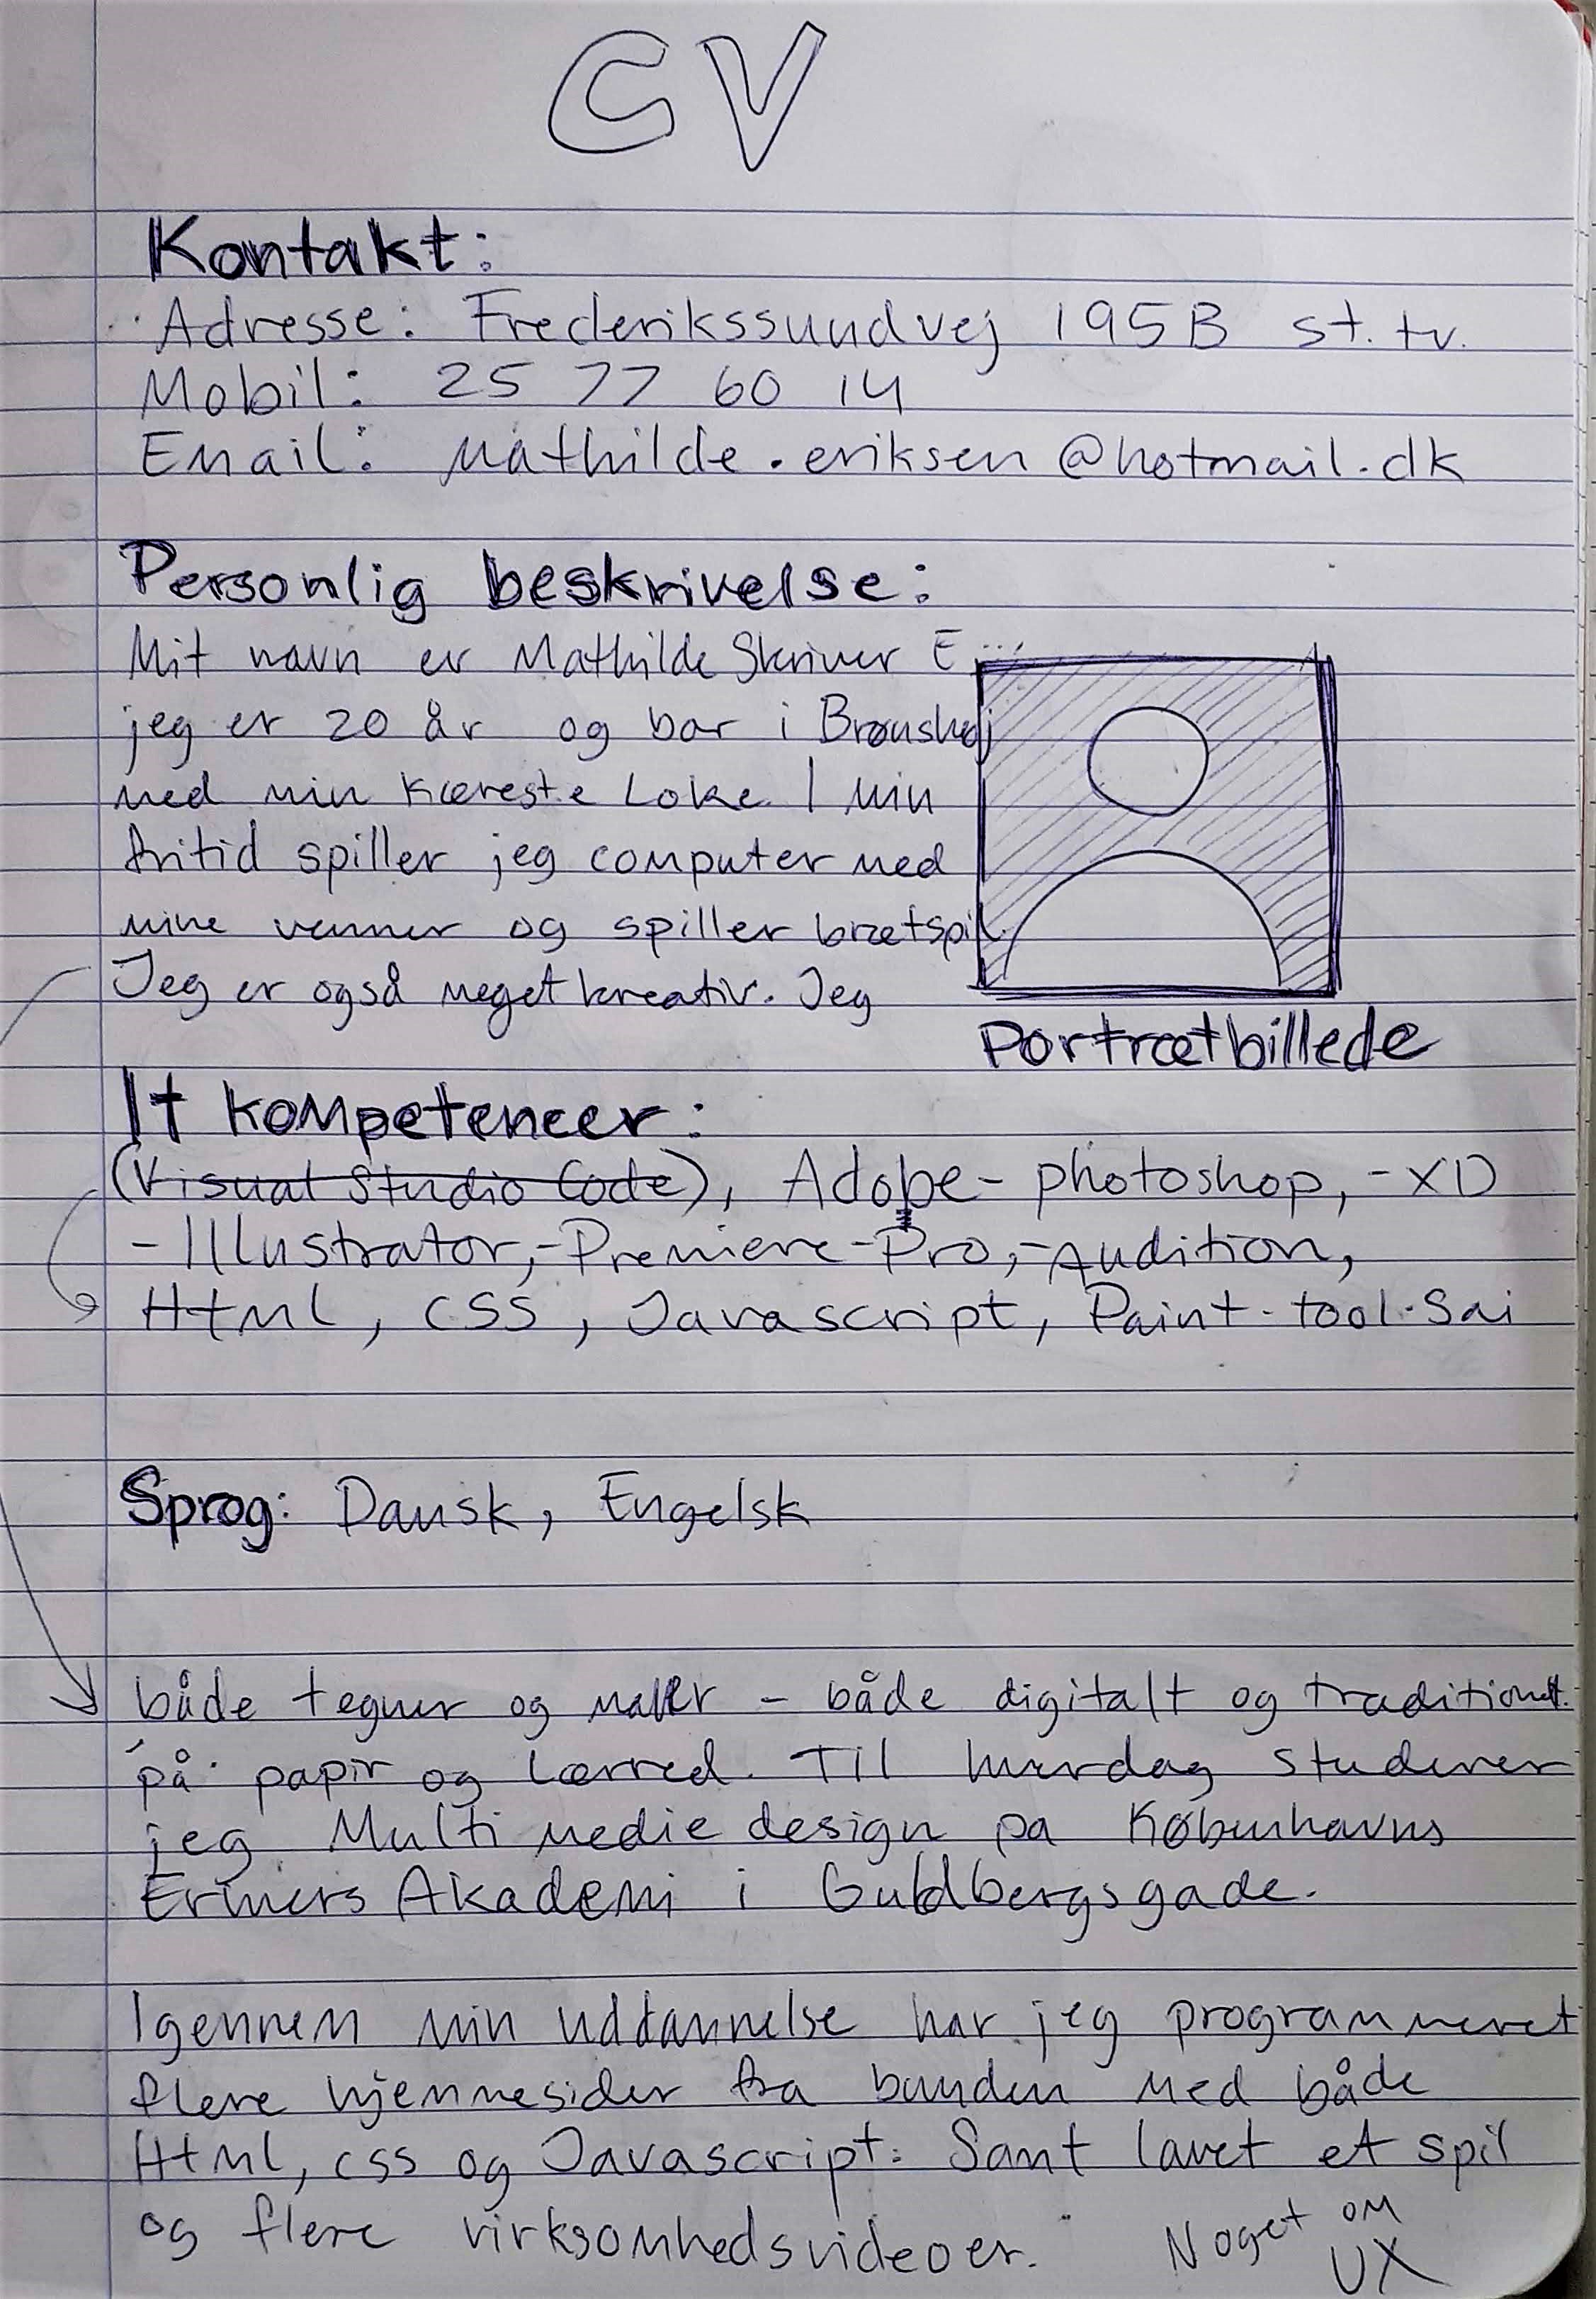 CV
Kontakt:
Adresse: Frederikssundvej 195B st. tv.
Mobil: 25 77 60 14
Email: Mathilde.eriksen@hotmail.dk
Personlig beskrivelse:
Mit navn er Mathilde Skriver E...
jeg er 20 år og bor i Brønshøj
med min kæreste Loke. I min
fritid spiller jeg computer med
mine venner og spiller brætspil.
Jeg er også meget kreativ. Jeg
Portrætbillede
It kompetencer:
(Visual Studio Code), Adobe- photoshop, -XD
-Illustrator,-Premiere-Pro,-Audition,
Html, CSS, Javascript, Paint-tool-Sai
Sprog: Dansk, Engelsk
både tegner og maler - både digitalt og traditionelt.
på papir og lærred. Til hverdag studerer
jeg Multimediedesign på Københavns
Ervhers Akademi i Guldbergsgade.
Igennem min uddannelse har jeg programmeret
flere hjemmesider fra bunden med både
Html, css og Javascript. Samt lavet et spil
og flere virksomhedsvideoer.
Noget om
UX